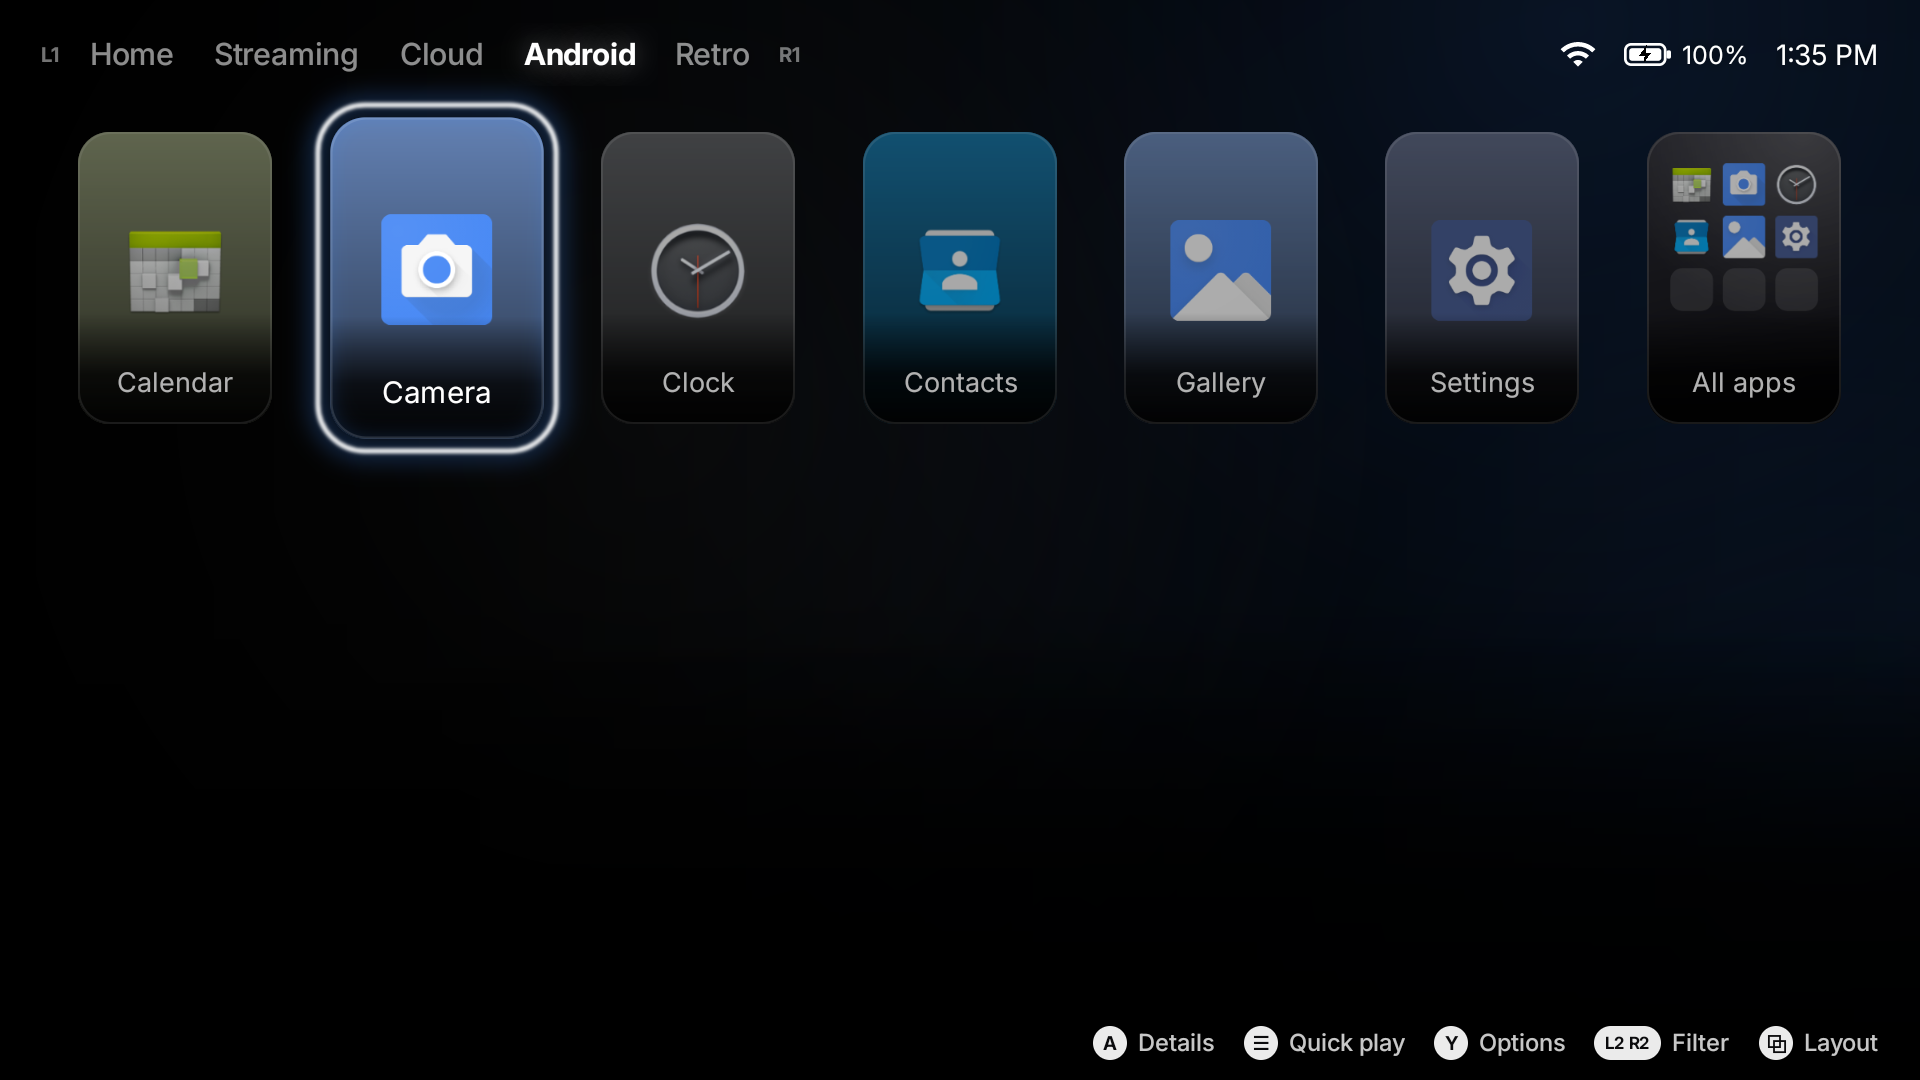 L1 Home Streaming Cloud Android Retro R1 100% 1:35 PM
Calendar Camera Clock Contacts Gallery Settings All apps
A Details Quick play Y Options L2 R2 Filter Layout